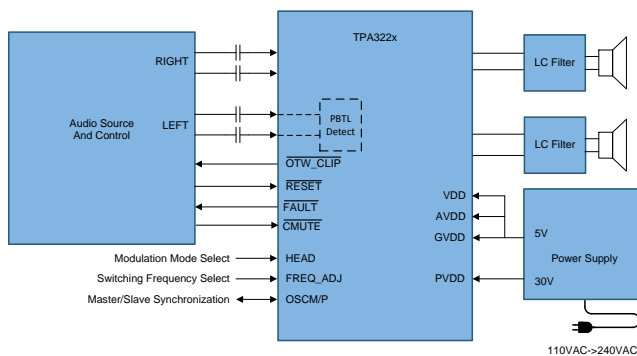 TPA322x
RIGHT
LEFT
Audio Source
And Control
PBTL
Detect
LC Filter
LC Filter
OTW_CLIP
RESET
FAULT
CMUTE
VDD
AVDD
GVDD
PVDD
5V
Power Supply
30V
Modulation Mode Select
HEAD
Switching Frequency Select
FREQ_ADJ
Master/Slave Synchronization
OSCM/P
110VAC->240VAC